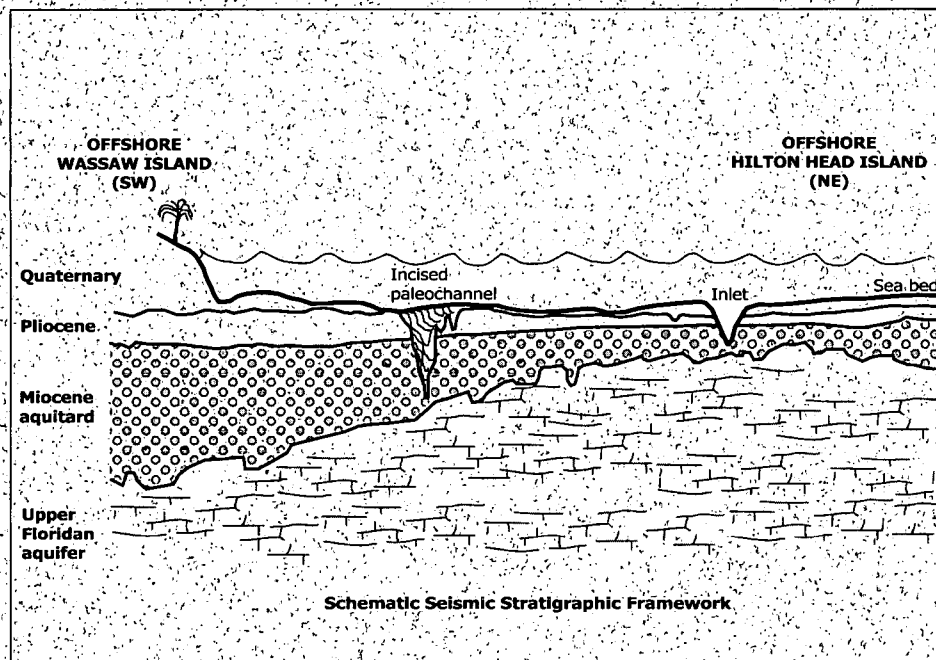 OFFSHORE
WASSAW ISLAND
(SW)
OFFSHORE
HILTON HEAD ISLAND
(NE)
Quaternary
Incised
paleochannel
Inlet
Sea bed
Pliocene
Miocene
aquitard
Upper
Floridan
aquifer
Schematic Seismic Stratigraphic Framework